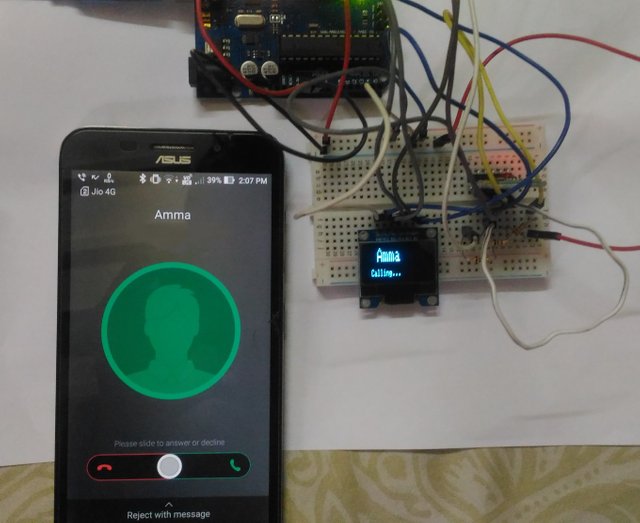 ASUS
39% 2:07 PM
Jio 4G
Amma
Please slide to answer or decline
Reject with message
Amma
Calling...